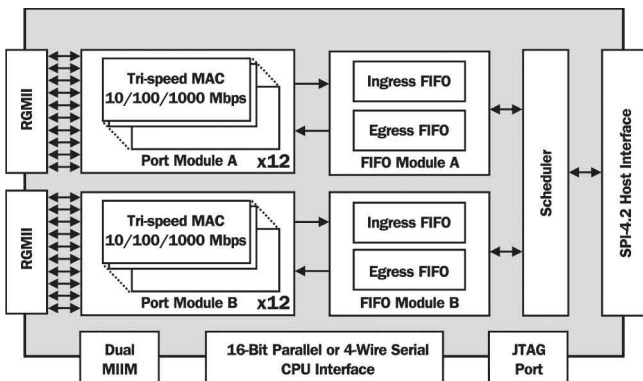 RGMII
Tri-speed MAC
10/100/1000 Mbps
Port Module A
x12
Ingress FIFO
Egress FIFO
FIFO Module A
RGMII
Tri-speed MAC
10/100/1000 Mbps
Port Module B
x12
Ingress FIFO
Egress FIFO
FIFO Module B
Scheduler
SPI-4.2 Host Interface
Dual
MIIM
16-Bit Parallel or 4-Wire Serial
CPU Interface
JTAG
Port